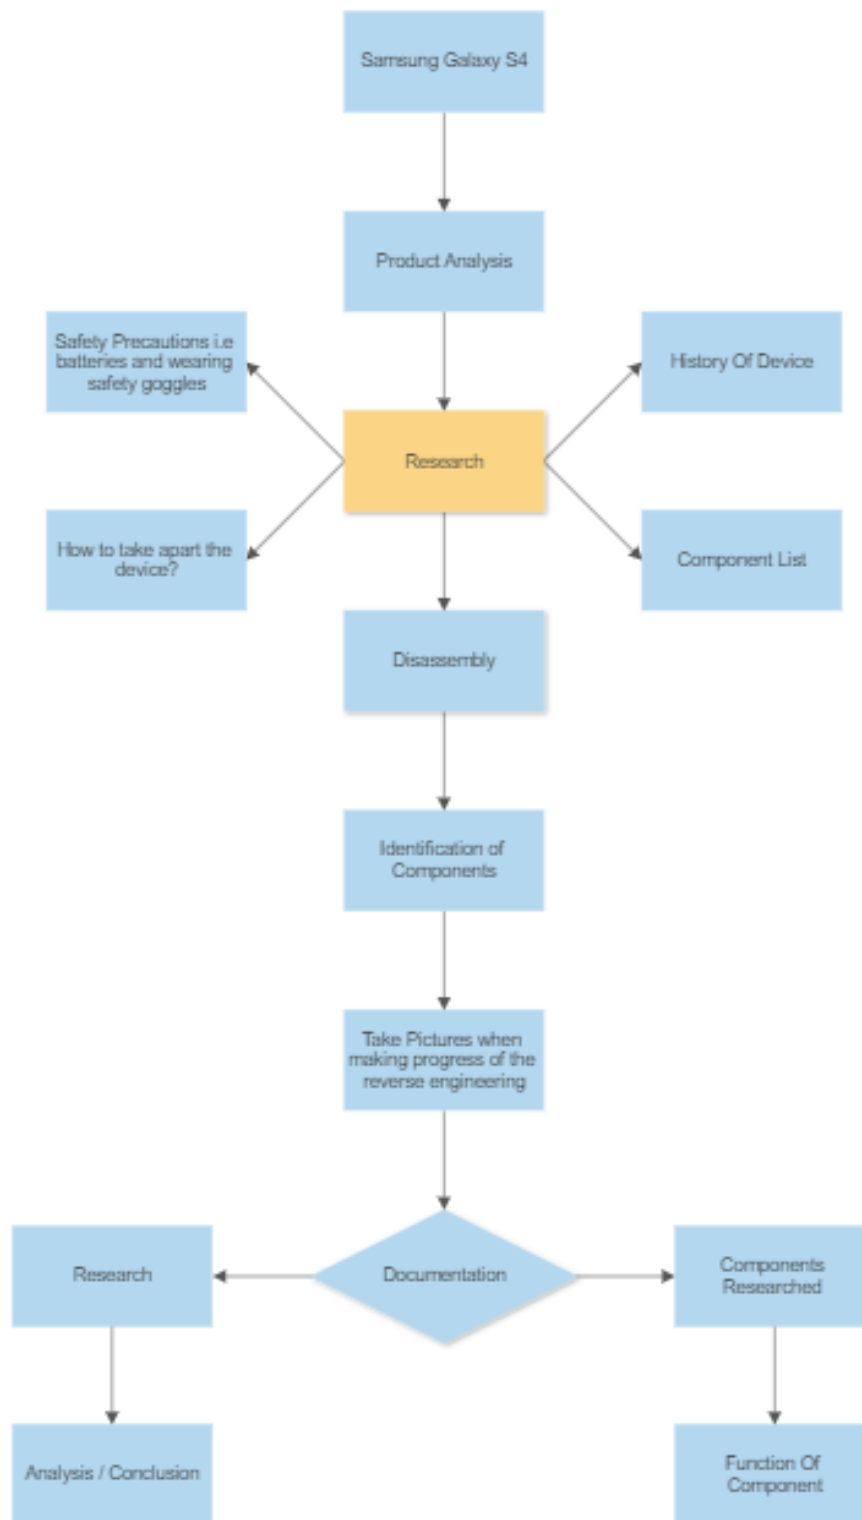 Samsung Galaxy S4
Product Analysis
Safety Precautions i.e
batteries and wearing
safety goggles
History Of Device
Research
How to take apart the
device?
Component List
Disassembly
Identification of
Components
Take Pictures when
making progress of the
reverse engineering
Research
Documentation
Components
Researched
Analysis / Conclusion
Function Of
Component